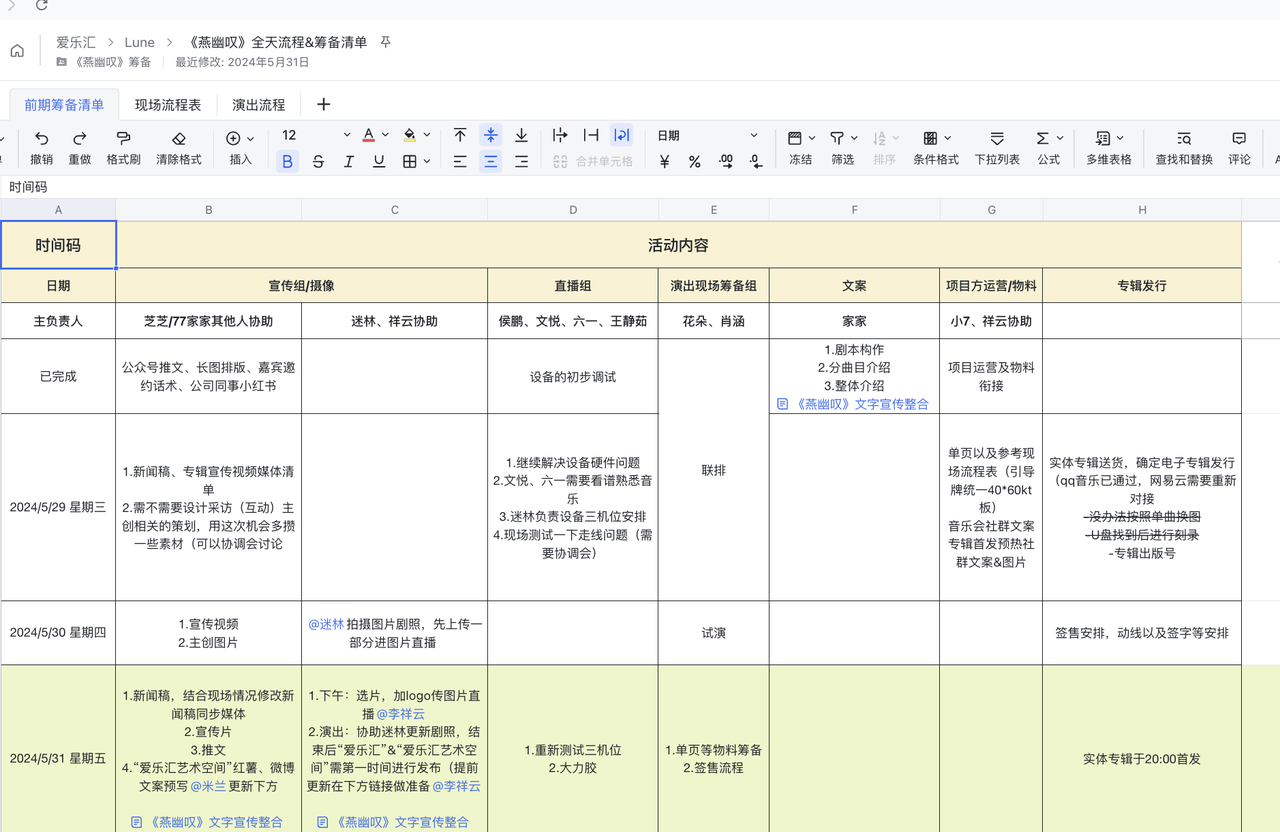 爱乐汇 > Lune > 《燕幽叹》全天流程&筹备清单
《燕幽叹》筹备 最近修改: 2024年5月31日
前期筹备清单 现场流程表 演出流程
12 日期
撤销 重做 格式刷 清除格式 插入 合并单元格 冻结 筛选 排序 条件格式 下拉列表 公式 多维表格 查找和替换 评论
时间码
A B C D E F G H
时间码 活动内容
日期 宣传组/摄像 直播组 演出现场筹备组 文案 项目方运营/物料 专辑发行
主负责人 芝芝/77家家其他人协助 迷林、祥云协助 侯鹏、文悦、六一、王静茹 花朵、肖涵 家家 小7、祥云协助
已完成
公众号推文、长图排版、嘉宾邀
约话术、公司同事小红书
设备的初步调试
1.剧本构作
2.分曲目介绍
3.整体介绍
《燕幽叹》文字宣传整合
项目运营及物料
衔接
2024/5/29 星期三
1.新闻稿、专辑宣传视频媒体清
单
2.需不需要设计采访（互动）主
创相关的策划，用这次机会多攒
一些素材（可以协调会讨论
1.继续解决设备硬件问题
2.文悦、六一需要看谱熟悉音
乐
3.迷林负责设备三机位安排
4.现场测试一下走线问题（需
要协调会）
联排
单页以及参考现
场流程表（引导
牌统一40*60kt
板）
音乐会社群文案
专辑首发预热社
群文案&图片
实体专辑送货，确定电子专辑发行
（qq音乐已通过，网易云需要重新
对接
-没办法按照单曲换图
-U盘找到后进行刻录
-专辑出版号
2024/5/30 星期四
1.宣传视频
2.主创图片
@迷林 拍摄图片剧照，先上传一
部分进图片直播
试演
签售安排，动线以及签字等安排
2024/5/31 星期五
1.新闻稿，结合现场情况修改新
闻稿同步媒体
2.宣传片
3.推文
4.“爱乐汇艺术空间”红薯、微博
文案预写 @米兰 更新下方
《燕幽叹》文字宣传整合
1.下午：选片，加logo传图片直
播 @李祥云
2.演出：协助迷林更新剧照，结
束后“爱乐汇”&“爱乐汇艺术空
间”需第一时间进行发布（提前
更新在下方链接做准备 @李祥云
《燕幽叹》文字宣传整合
1.重新测试三机位
2.大力胶
1.单页等物料筹备
2.签售流程
实体专辑于20:00首发